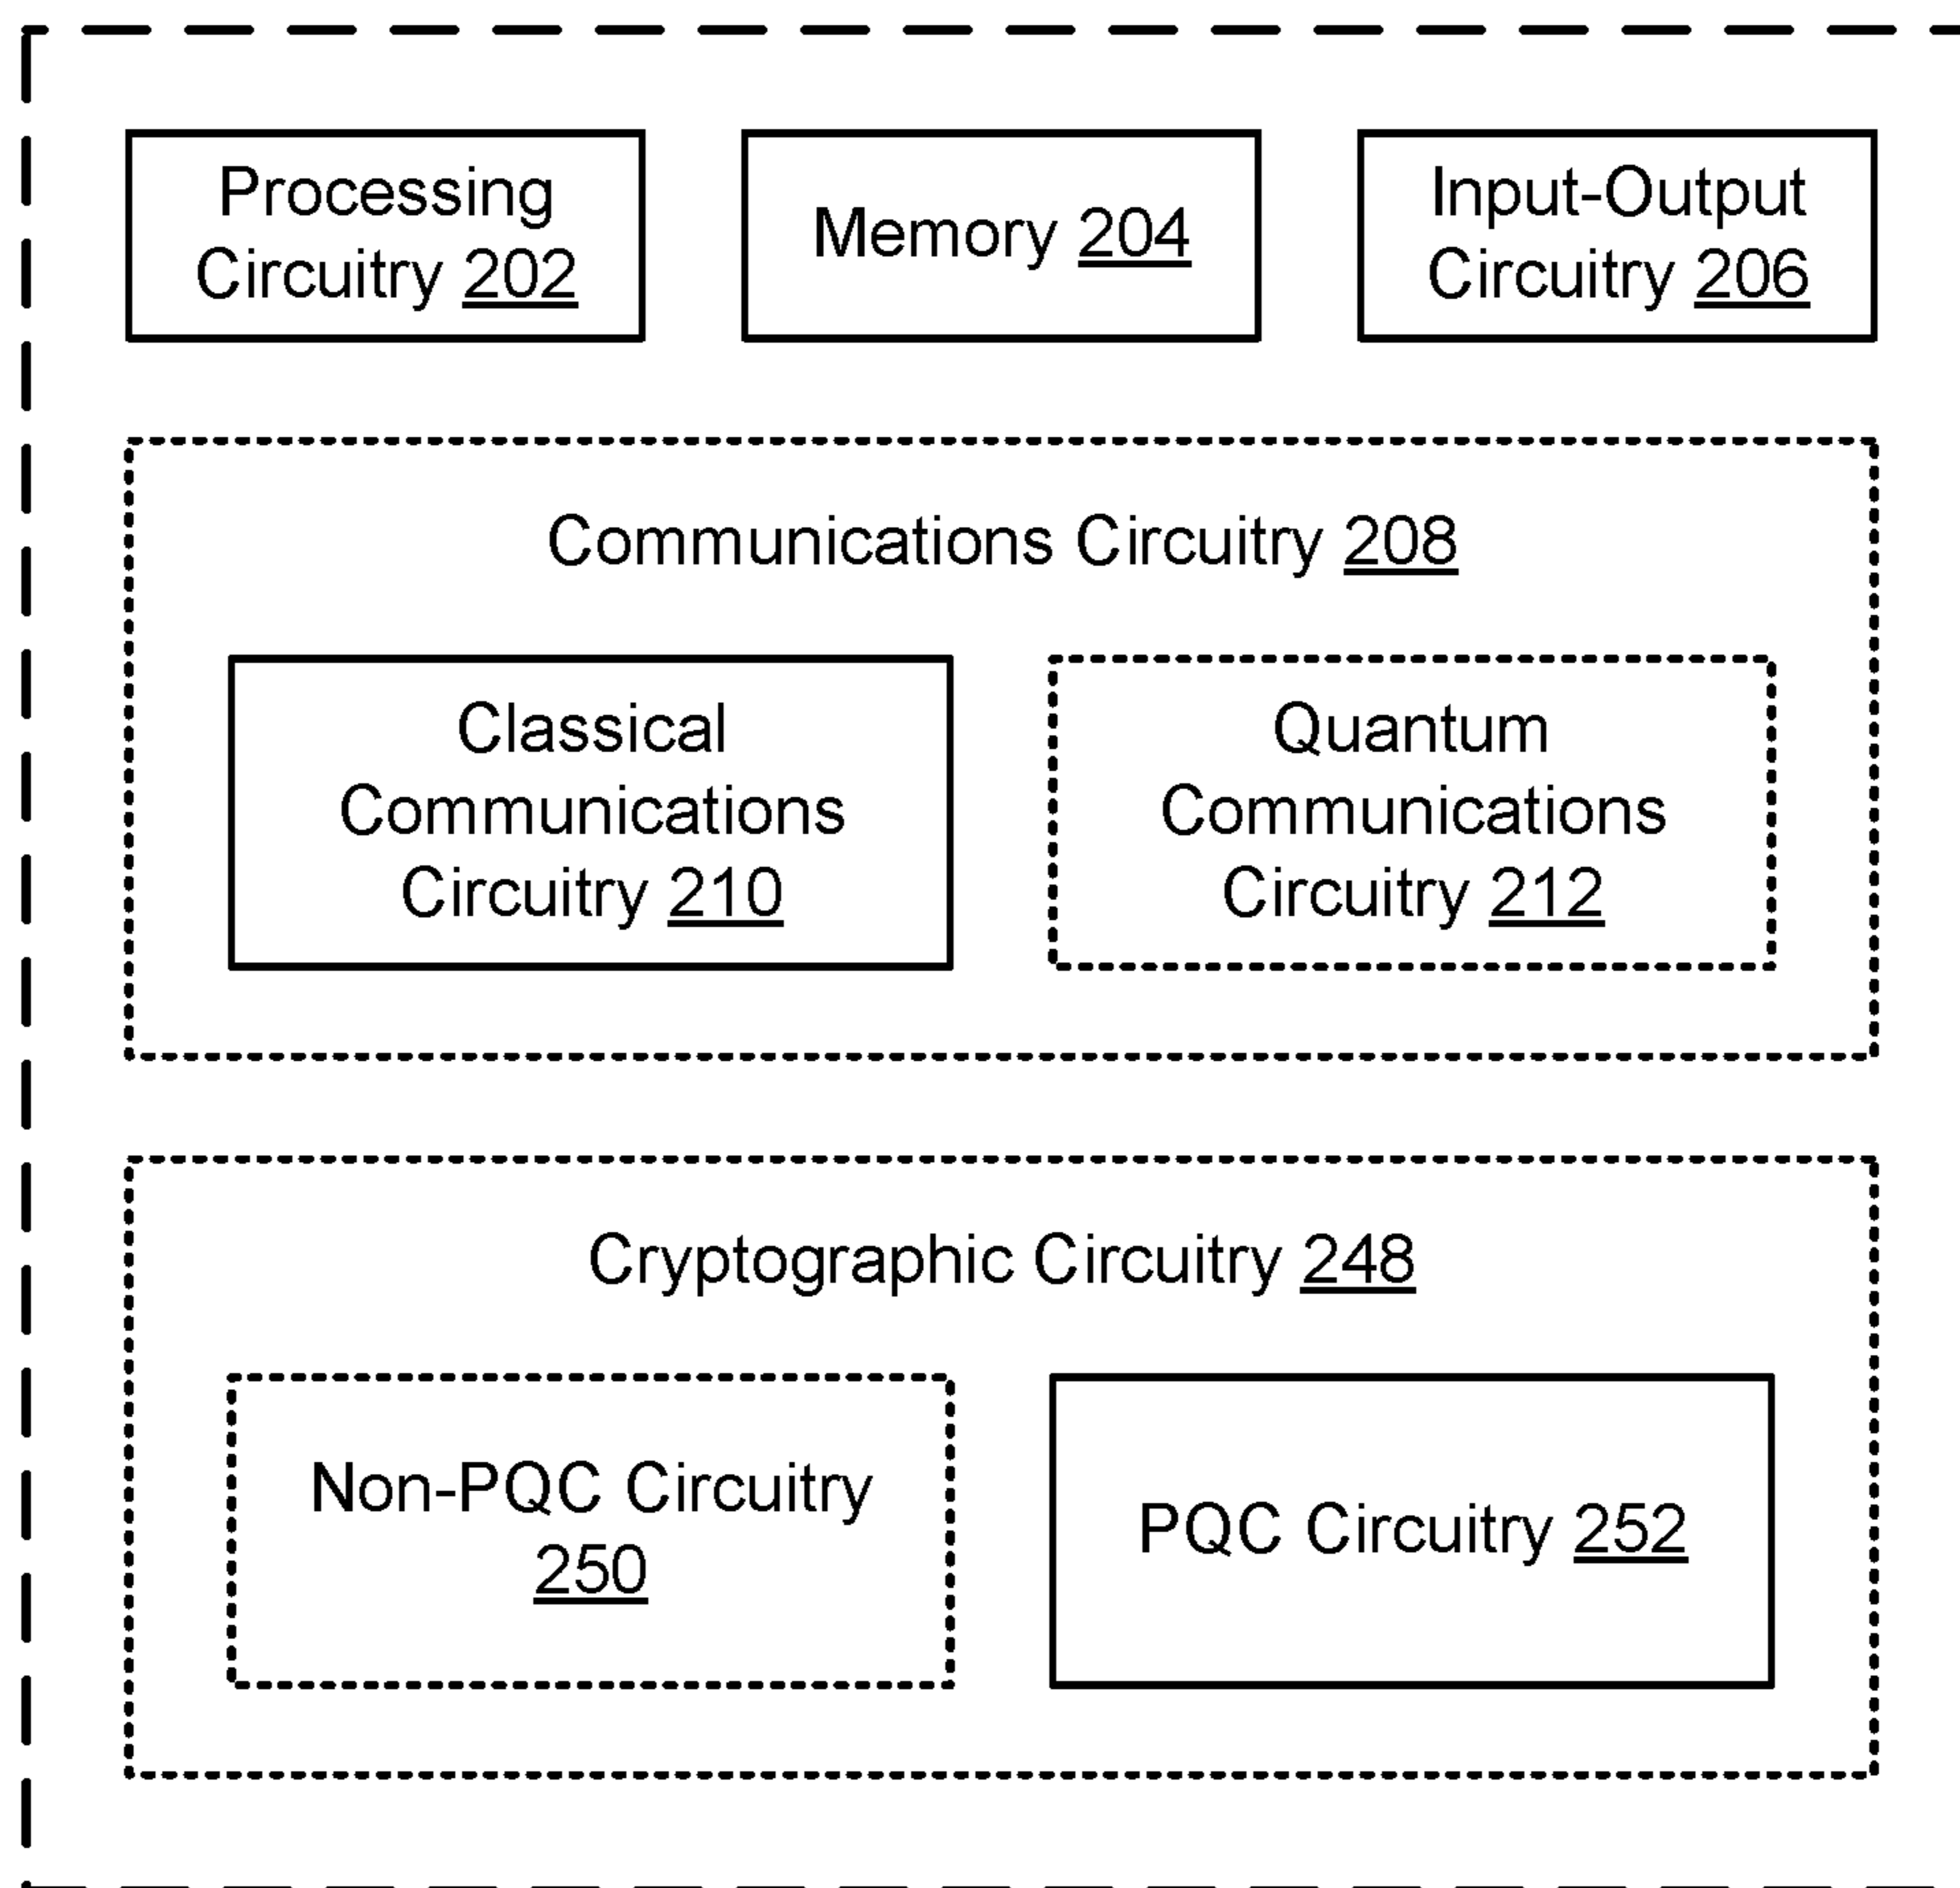 Processing
Circuitry 202
Memory 204
Input-Output
Circuitry 206
Communications Circuitry 208
Classical
Communications
Circuitry 210
Quantum
Communications
Circuitry 212
Cryptographic Circuitry 248
Non-PQC Circuitry
250
PQC Circuitry 252